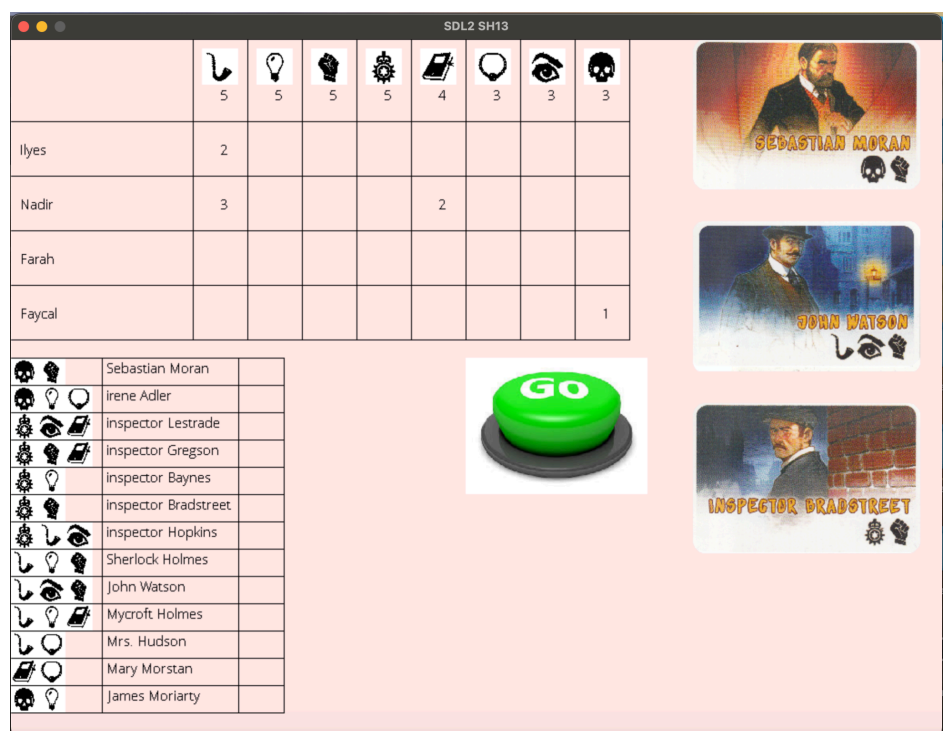 SDL2 SH13
5 5 5 5 4 3 3 3
Ilyes 2
Nadir 3 2
Farah
Faycal 1
SEBASTIAN MORAN
JOHN WATSON
INSPECTOR BRADSTREET
Go
Sebastian Moran
irene Adler
inspector Lestrade
inspector Gregson
inspector Baynes
inspector Bradstreet
inspector Hopkins
Sherlock Holmes
John Watson
Mycroft Holmes
Mrs. Hudson
Mary Morstan
James Moriarty